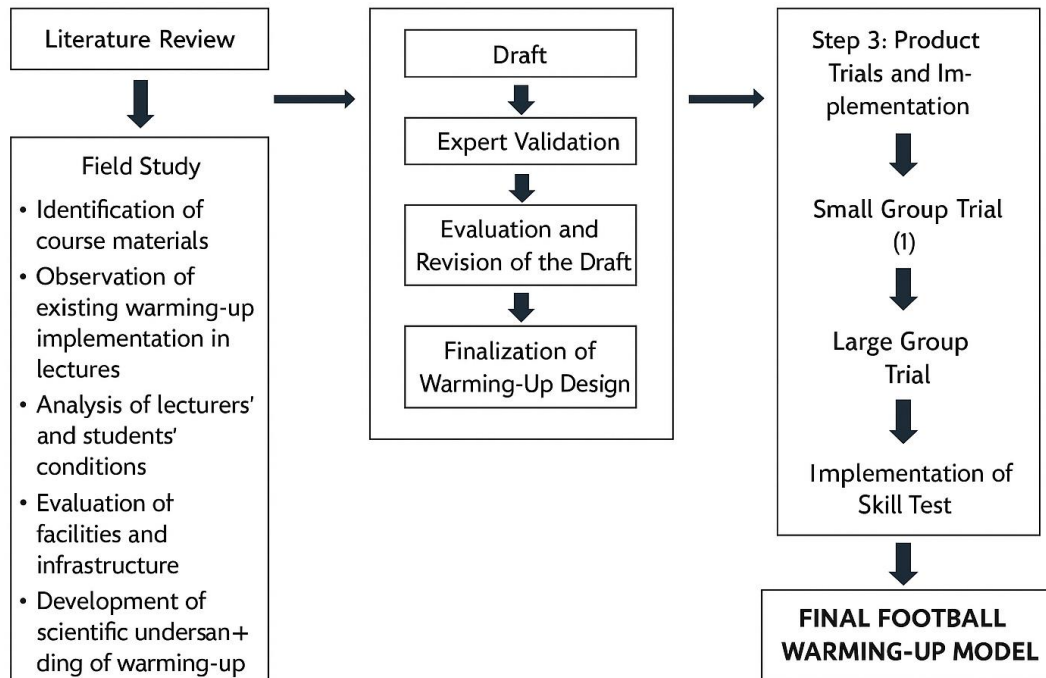 Literature Review
Field Study
• Identification of
course materials
• Observation of
existing warming-up
implementation in
lectures
• Analysis of lecturers'
and students'
conditions
• Evaluation of
facilities and
infrastructure
• Development of
scientific undersan+
ding of warming-up
Draft
Expert Validation
Evaluation and
Revision of the Draft
Finalization of
Warming-Up Design
Step 3: Product
Trials and Im-
plementation
Small Group Trial
(1)
Large Group
Trial
Implementation of
Skill Test
FINAL FOOTBALL
WARMING-UP MODEL